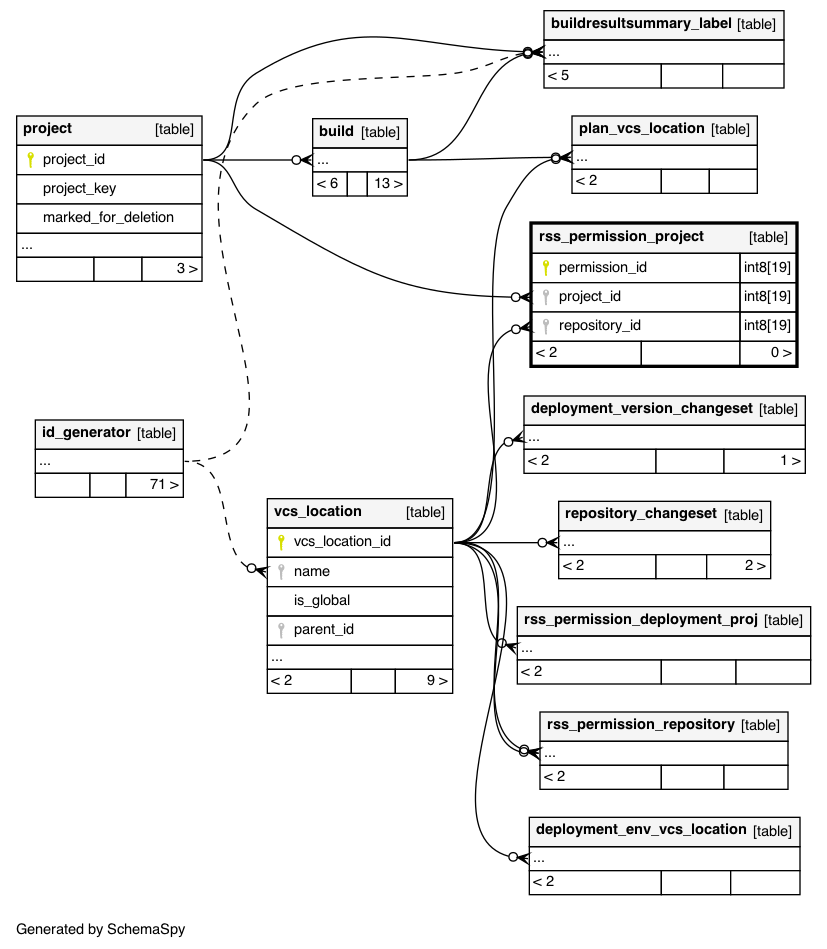 buildresultsummary_label [table]
...
< 5
project [table]
project_id
project_key
marked_for_deletion
...
3 >
build [table]
...
< 6 13 >
plan_vcs_location [table]
...
< 2
rss_permission_project [table]
permission_id int8[19]
project_id int8[19]
repository_id int8[19]
< 2 0 >
id_generator [table]
...
71 >
deployment_version_changeset [table]
...
< 2 1 >
vcs_location [table]
vcs_location_id
name
is_global
parent_id
...
< 2 9 >
repository_changeset [table]
...
< 2 2 >
rss_permission_deployment_proj [table]
...
< 2
rss_permission_repository [table]
...
< 2
deployment_env_vcs_location [table]
...
< 2
Generated by SchemaSpy